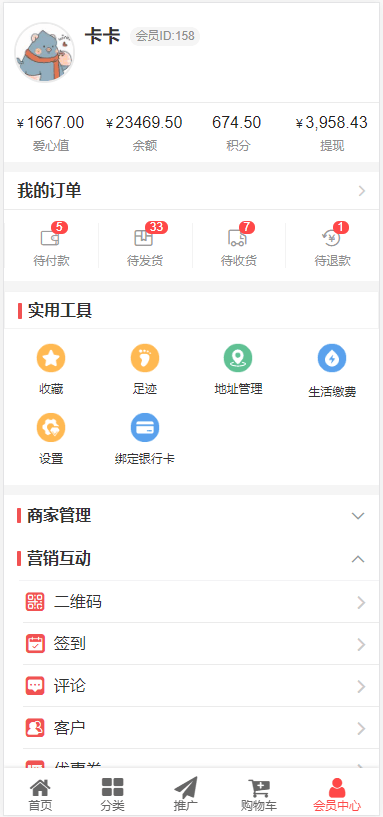 卡卡 会员ID:158
¥1667.00 ¥23469.50 674.50 ¥3,958.43
爱心值 余额 积分 提现
我的订单
5 33 7 1
待付款 待发货 待收货 待退款
实用工具
收藏 足迹 地址管理 生活缴费
设置 绑定银行卡
商家管理
营销互动
二维码
签到
评论
客户
优惠券
首页 分类 推广 购物车 会员中心